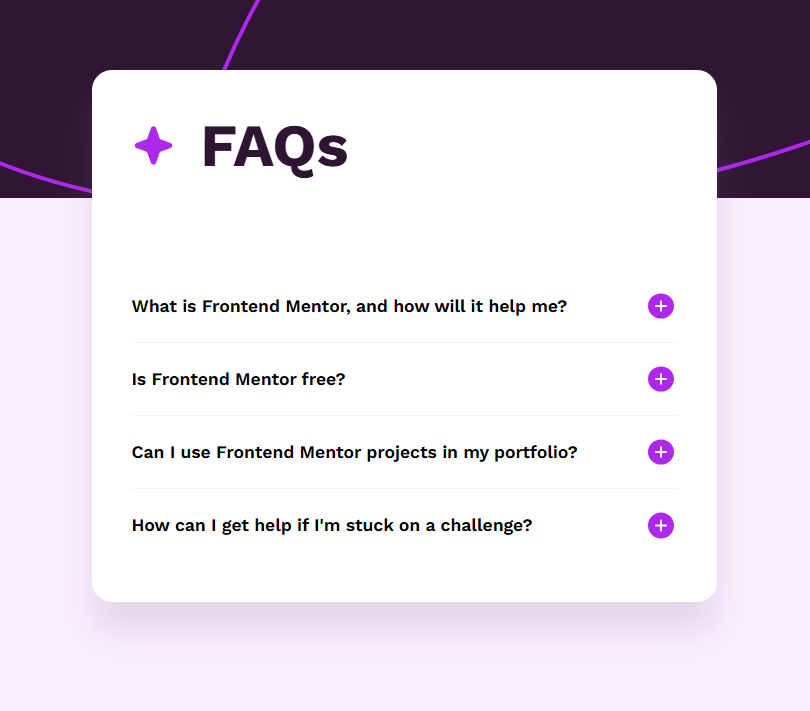 FAQs
What is Frontend Mentor, and how will it help me?
Is Frontend Mentor free?
Can I use Frontend Mentor projects in my portfolio?
How can I get help if I'm stuck on a challenge?